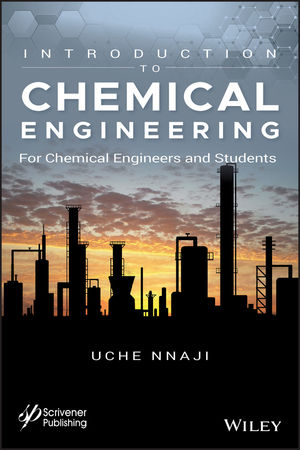 INTRODUCTION
TO
CHEMICAL
ENGINEERING
For Chemical Engineers and Students
UCHE NNAJI
Scrivener
Publishing
WILEY